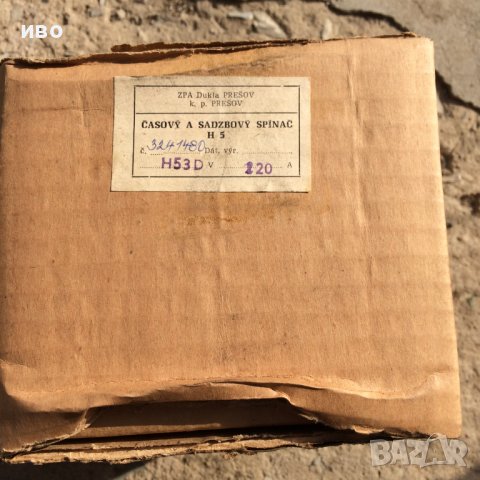 ИВО
ZPA Dukla PREŠOV
k. p. PREŠOV
ČASOVÝ A SADZBOVÝ SPÍNAČ
H 5
č. 3241480 Dát. výr.
H53D V 220 A
BAZAR